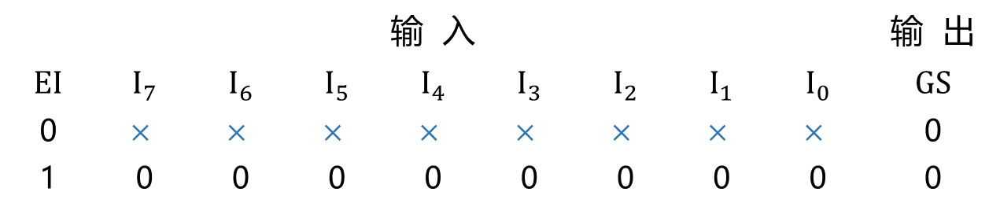 输 入 输 出
EI I₇ I₆ I₅ I₄ I₃ I₂ I₁ I₀ GS
0 × × × × × × × × 0
1 0 0 0 0 0 0 0 0 0